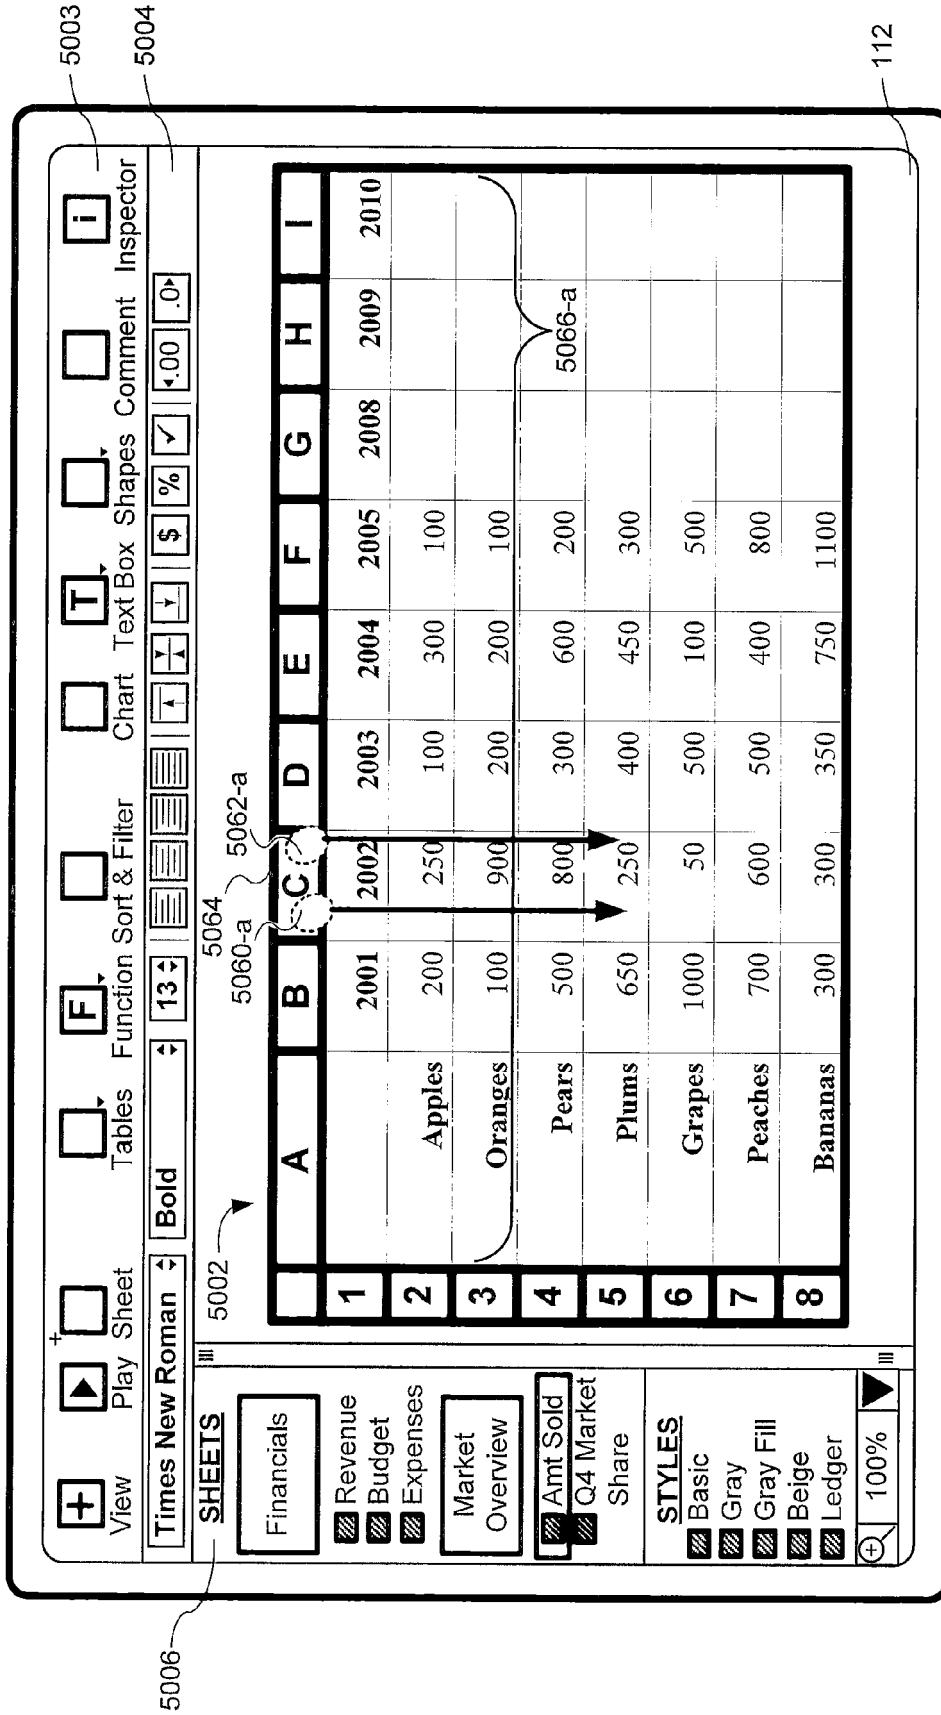 5003
5004
View Play Sheet Tables Function Sort & Filter Chart Text Box Shapes Comment Inspector
+ + F T i
Times New Roman Bold 13 $ % ✓ .00 .0
5006
SHEETS
Financials
Revenue
Budget
Expenses
Market
Overview
Amt Sold
Q4 Market
Share
STYLES
Basic
Gray
Gray Fill
Beige
Ledger
100%
5002
5060-a
5064
5062-a
A B C D E F G H I
1 2001 2002 2003 2004 2005 2008 2009 2010
2 Apples 200 250 100 300 100
3 Oranges 100 900 200 200 100
4 Pears 500 800 300 600 200
5066-a
5 Plums 650 250 400 450 300
6 Grapes 1000 50 500 100 500
7 Peaches 700 600 500 400 800
8 Bananas 300 300 350 750 1100
112